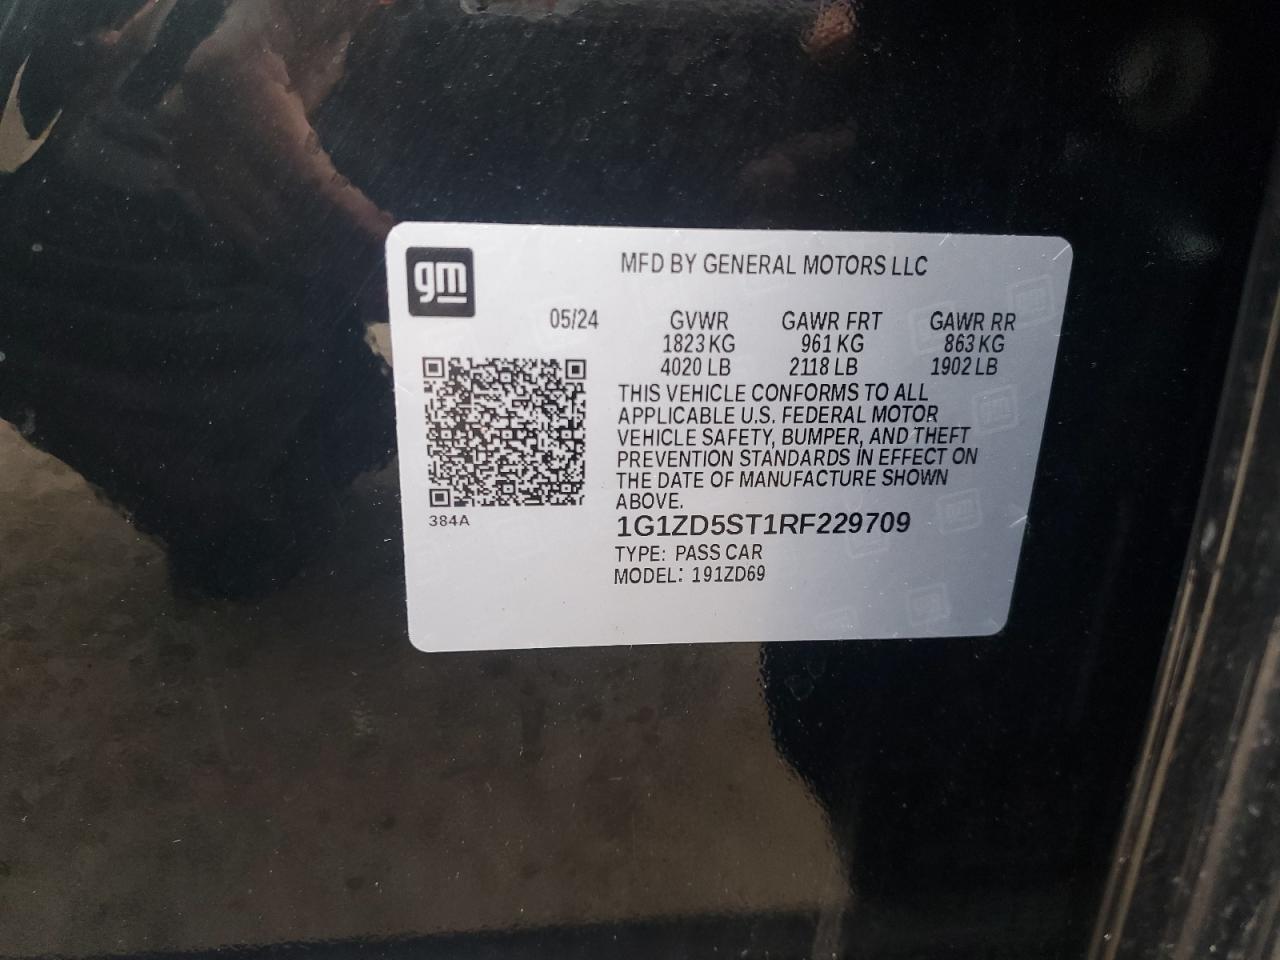 gm
MFD BY GENERAL MOTORS LLC
05/24 GVWR GAWR FRT GAWR RR
1823 KG 961 KG 863 KG
4020 LB 2118 LB 1902 LB
THIS VEHICLE CONFORMS TO ALL
APPLICABLE U.S. FEDERAL MOTOR
VEHICLE SAFETY, BUMPER, AND THEFT
PREVENTION STANDARDS IN EFFECT ON
THE DATE OF MANUFACTURE SHOWN
ABOVE.
384A
1G1ZD5ST1RF229709
TYPE: PASS CAR
MODEL: 191ZD69